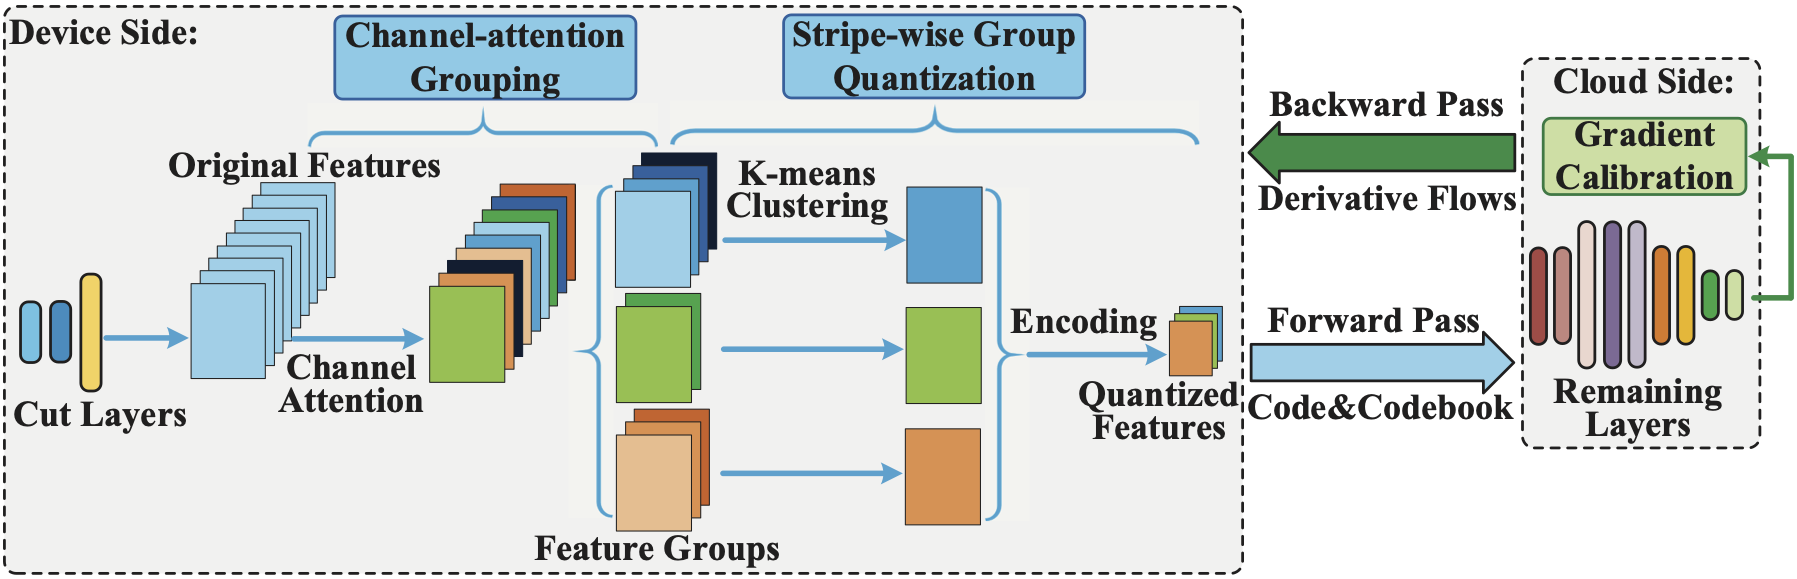 Device Side:
Channel-attention
Grouping
Stripe-wise Group
Quantization
Original Features
Cut Layers
Channel
Attention
Feature Groups
K-means
Clustering
Encoding
Quantized
Features
Backward Pass
Derivative Flows
Forward Pass
Code&Codebook
Cloud Side:
Gradient
Calibration
Remaining
Layers